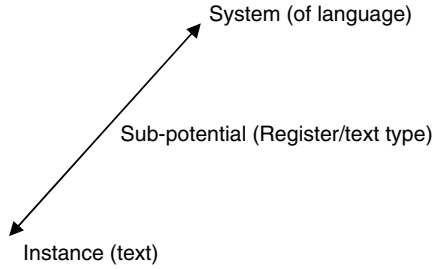 System (of language)
Sub-potential (Register/text type)
Instance (text)